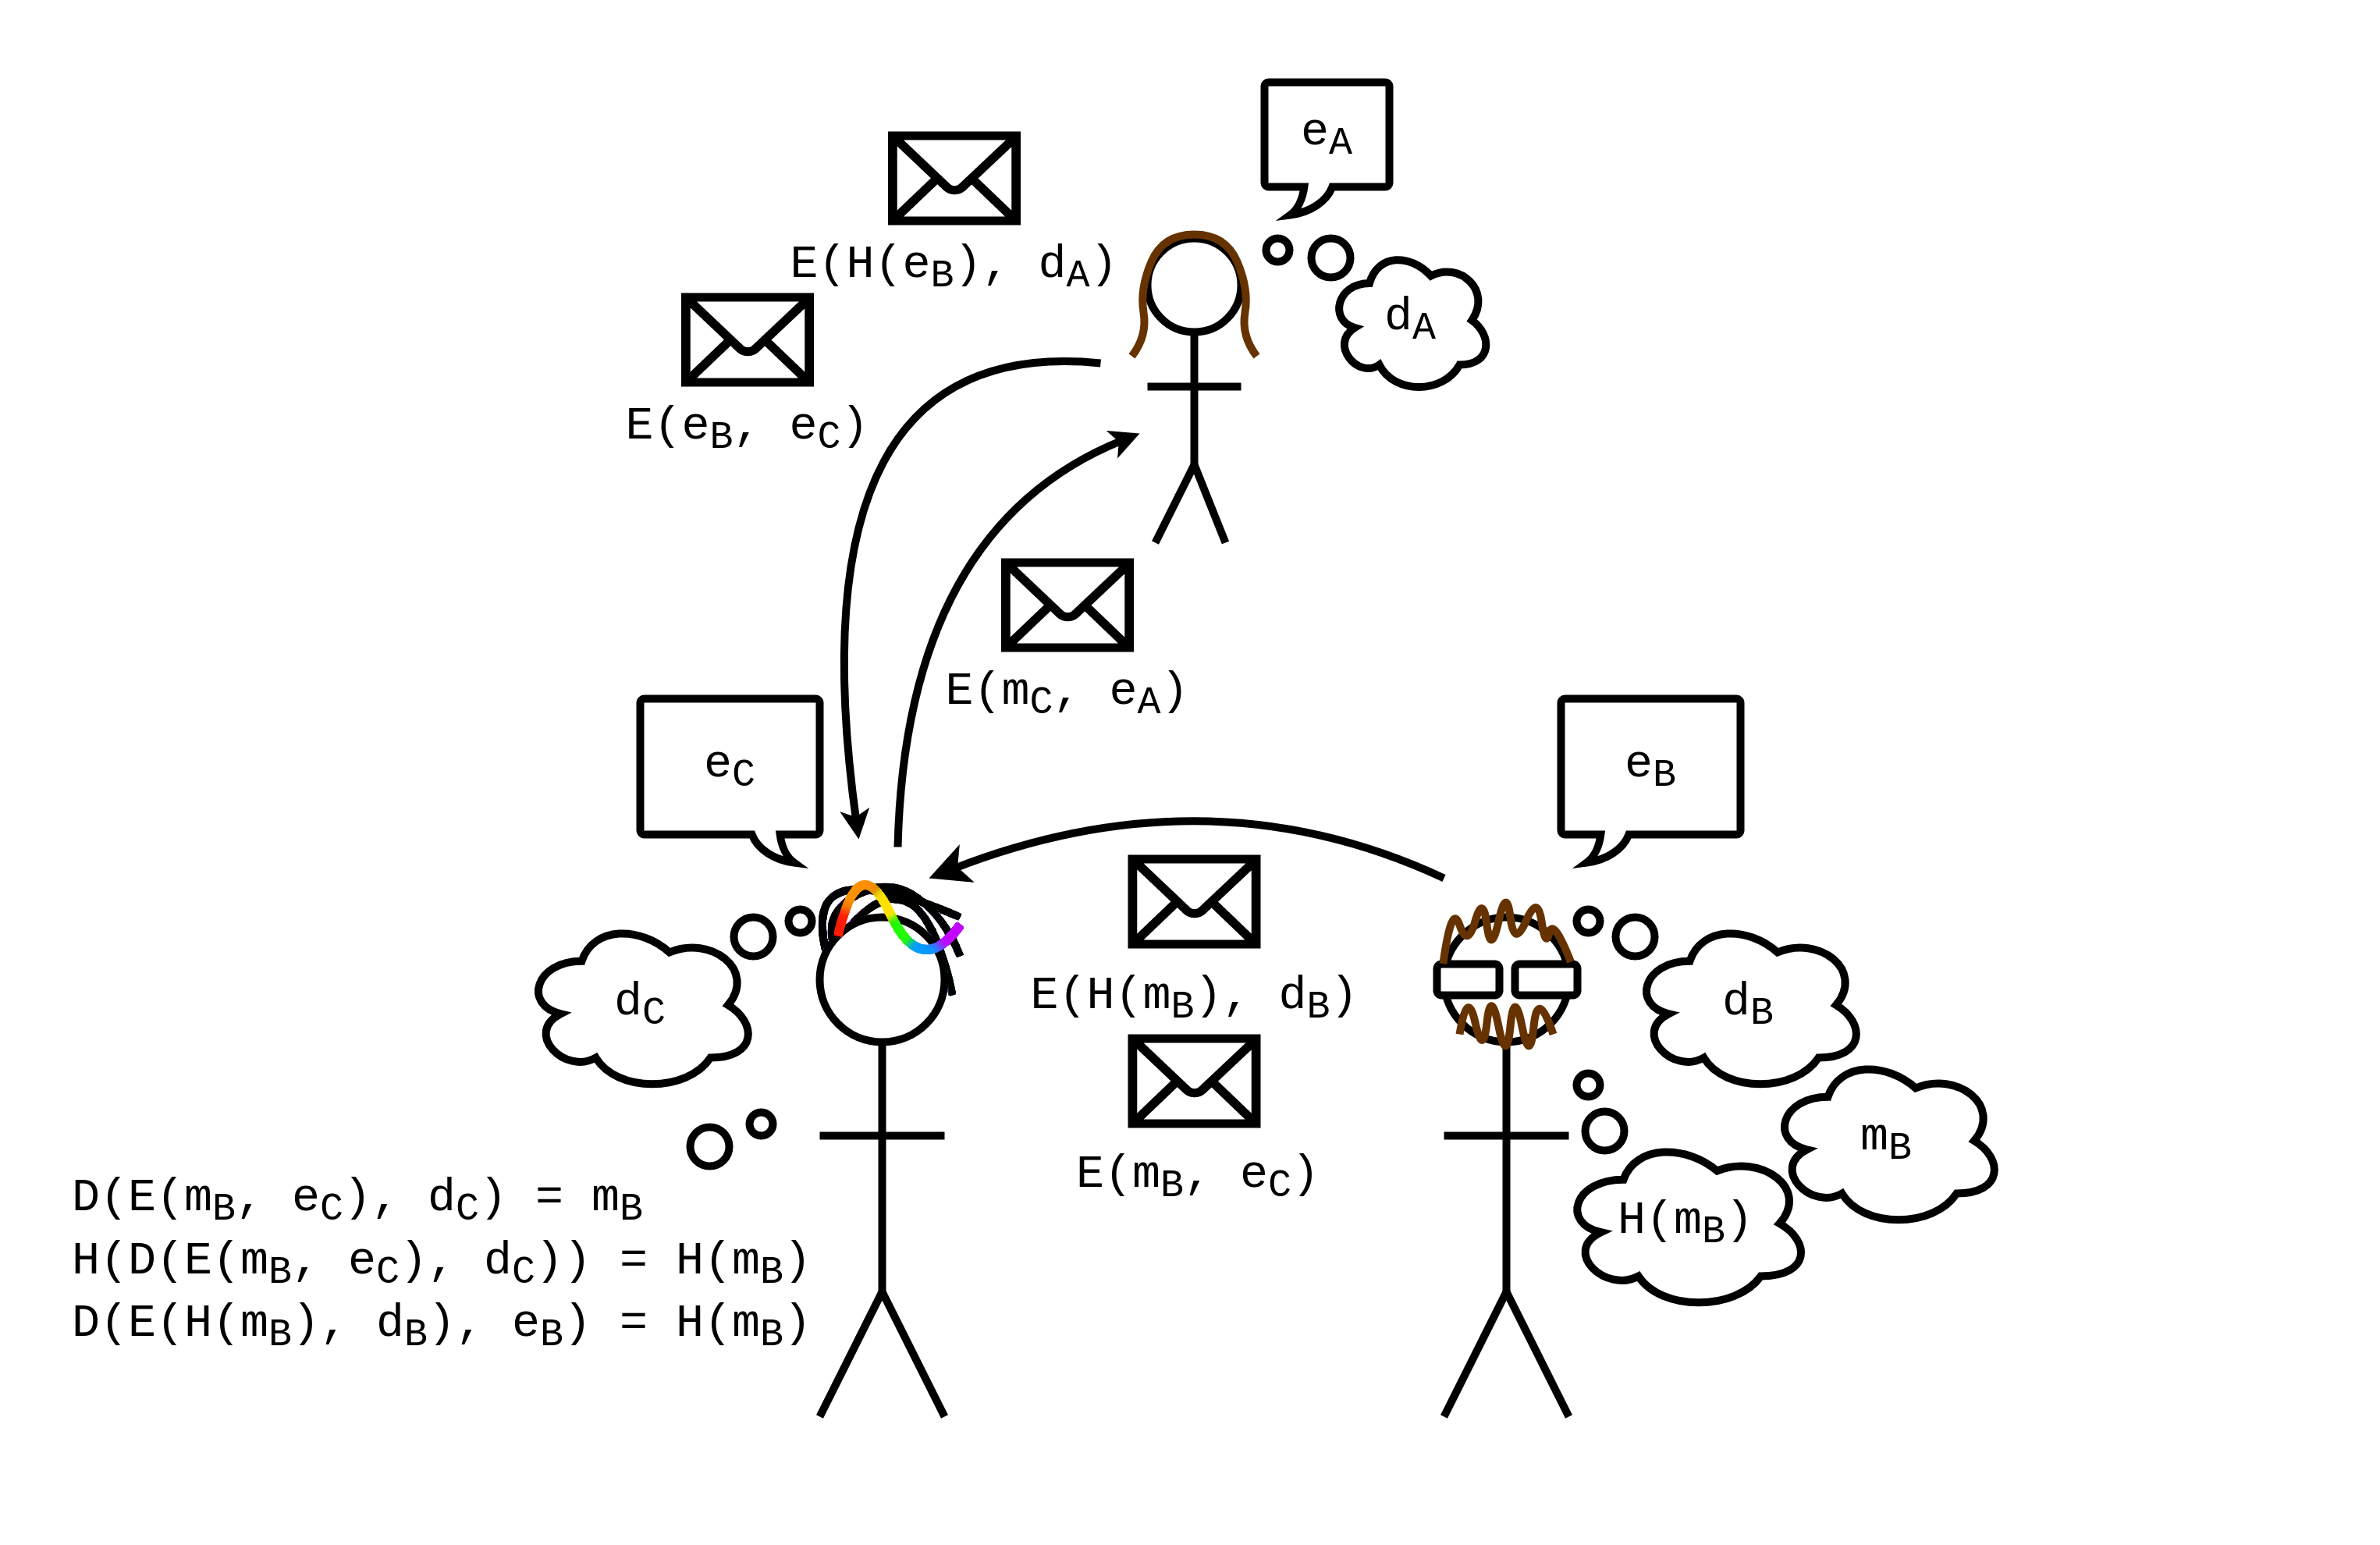 eA
E(H(eB), dA)
dA
E(eB, eC)
E(mC, eA)
eC
eB
dC
E(H(mB), dB)
dB
mB
E(mB, eC)
H(mB)
D(E(mB, eC), dC) = mB
H(D(E(mB, eC), dC)) = H(mB)
D(E(H(mB), dB), eB) = H(mB)